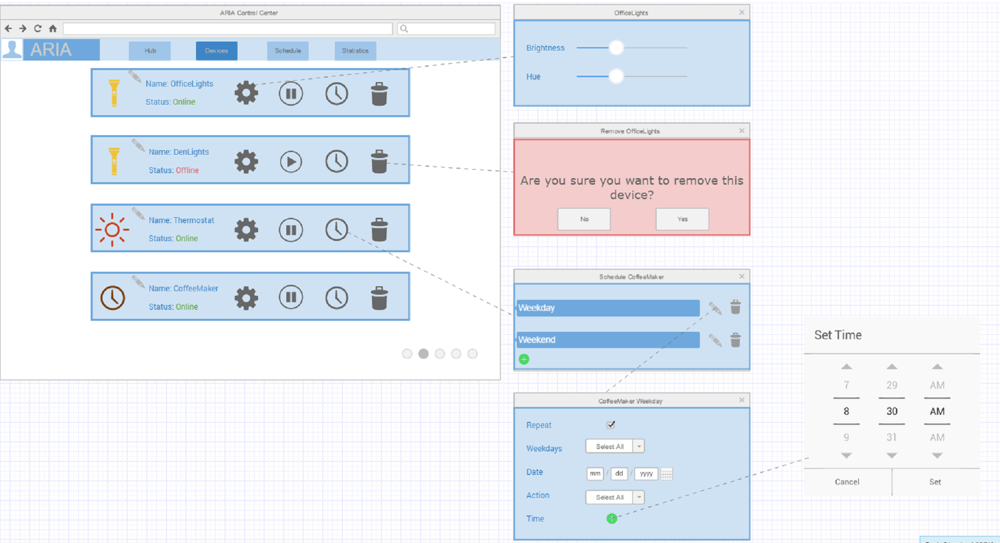 ARIA Control Center
ARIA
Hub
Devices
Schedule
Statistics
Name: OfficeLights
Status: Online
Name: DenLights
Status: Offline
Name: Thermostat
Status: Online
Name: CoffeeMaker
Status: Online
OfficeLights
Brightness
Hue
Remove OfficeLights
Are you sure you want to remove this
device?
No
Yes
Schedule CoffeeMaker
Weekday
Weekend
CoffeeMaker Weekday
Repeat
Weekdays
Select All
Date
mm / dd / yyyy
Action
Select All
Time
Set Time
7 29 AM
8 30 AM
9 31 AM
Cancel
Set